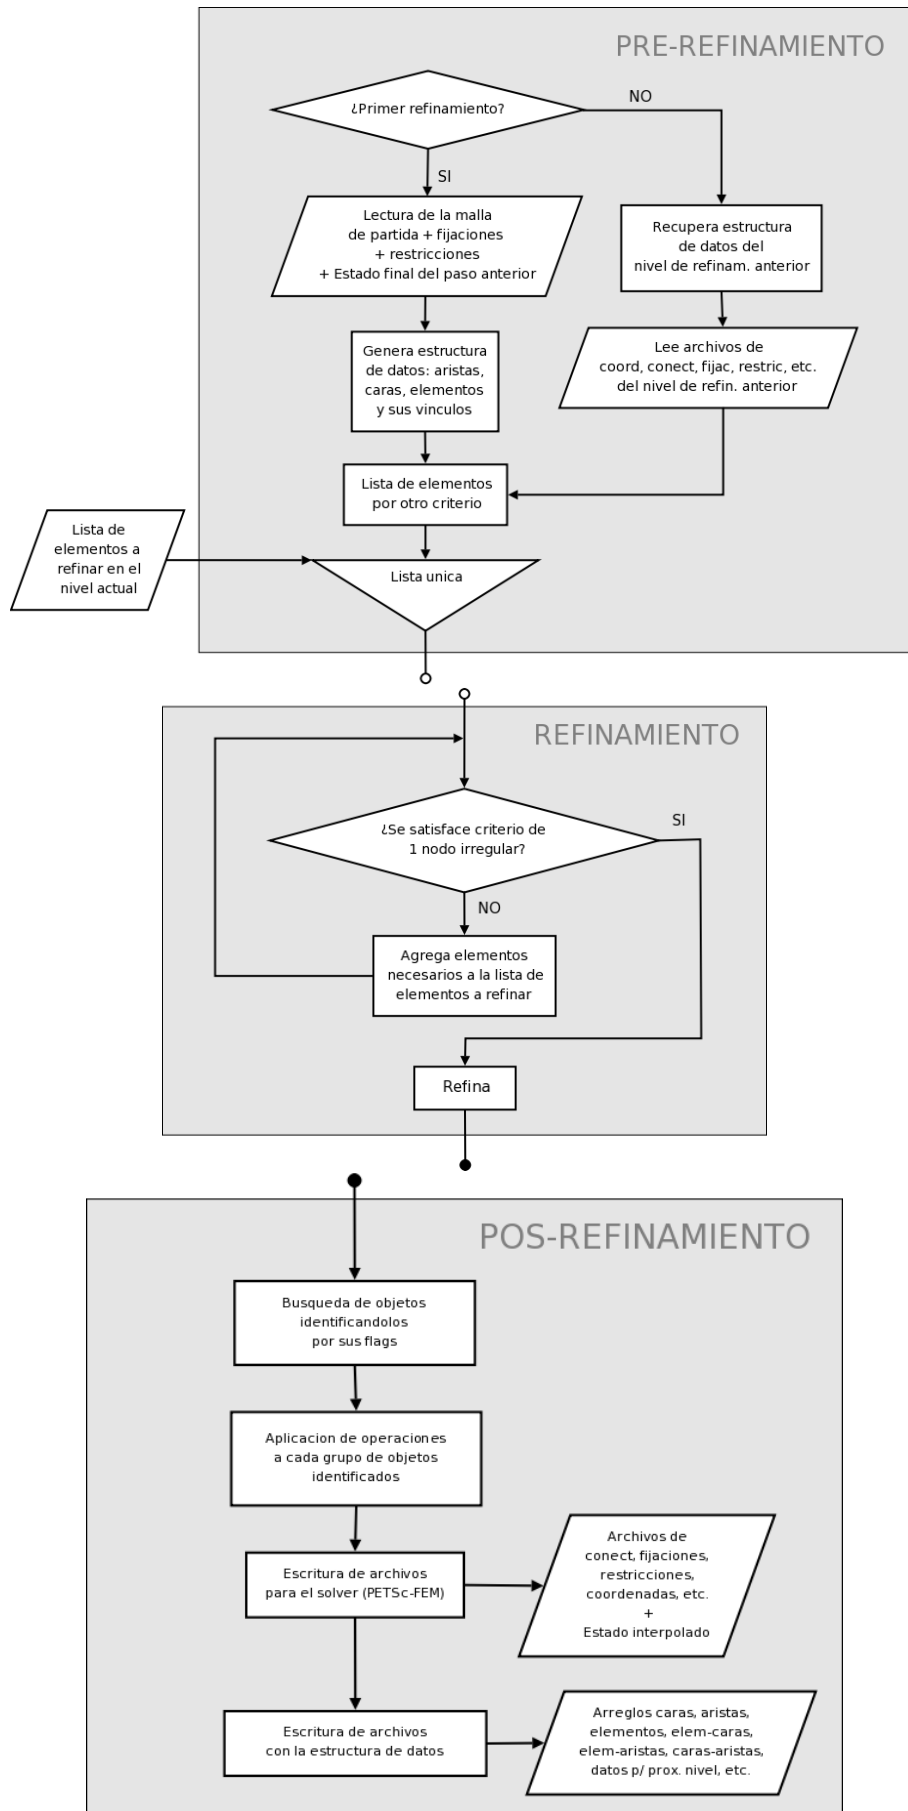 PRE-REFINAMIENTO
¿Primer refinamiento?
NO
SI
Lectura de la malla
de partida + fijaciones
+ restricciones
+ Estado final del paso anterior
Recupera estructura
de datos del
nivel de refinam. anterior
Genera estructura
de datos: aristas,
caras, elementos
y sus vinculos
Lee archivos de
coord, conect, fijac, restric, etc.
del nivel de refin. anterior
Lista de elementos
por otro criterio
Lista de
elementos a
refinar en el
nivel actual
Lista unica
REFINAMIENTO
¿Se satisface criterio de
1 nodo irregular?
SI
NO
Agrega elementos
necesarios a la lista de
elementos a refinar
Refina
POS-REFINAMIENTO
Busqueda de objetos
identificandolos
por sus flags
Aplicacion de operaciones
a cada grupo de objetos
identificados
Escritura de archivos
para el solver (PETSc-FEM)
Archivos de
conect, fijaciones,
restricciones,
coordenadas, etc.
+
Estado interpolado
Escritura de archivos
con la estructura de datos
Arreglos caras, aristas,
elementos, elem-caras,
elem-aristas, caras-aristas,
datos p/ prox. nivel, etc.